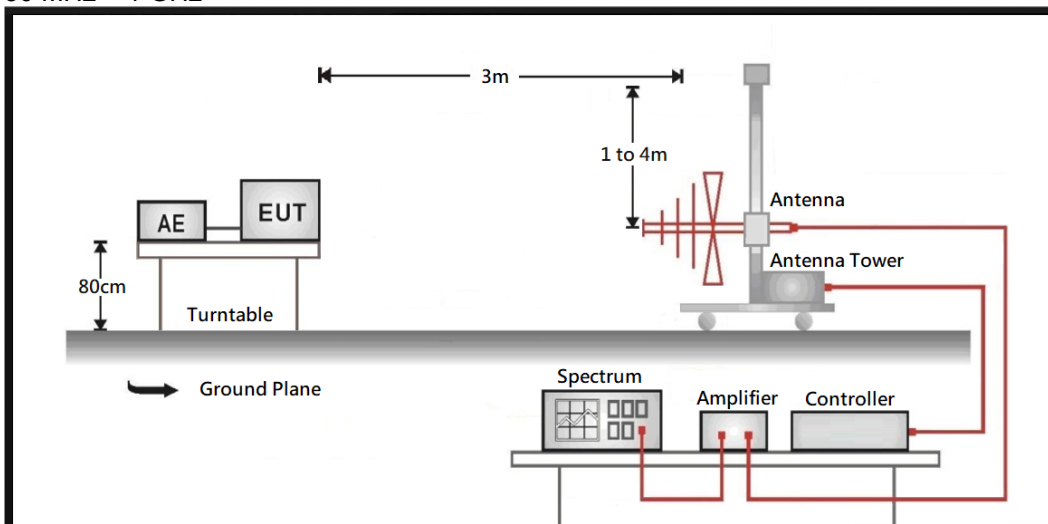 3m
1 to 4m
Antenna
EUT
AE
Antenna Tower
80cm
Turntable
Ground Plane
Spectrum
Amplifier
Controller